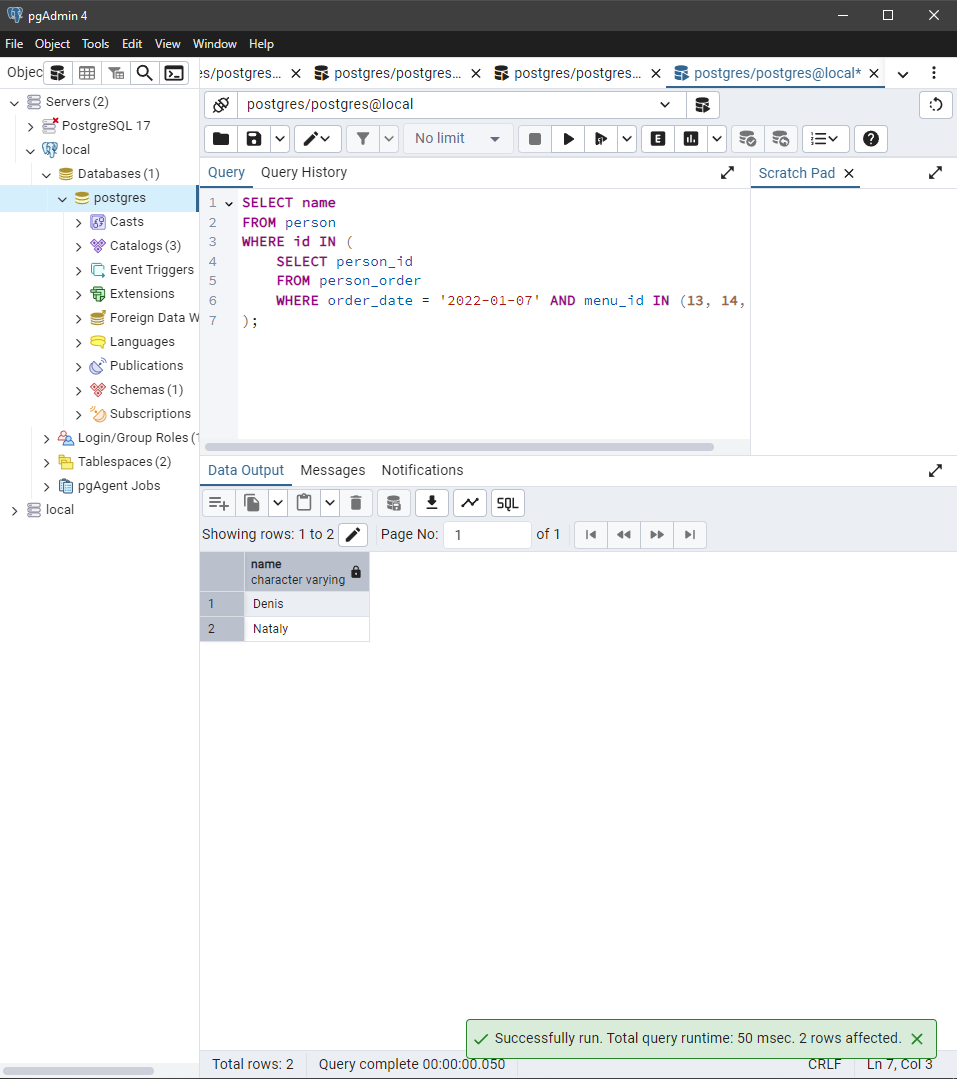 pgAdmin 4
File Object Tools Edit View Window Help
Objec
es/postgres... postgres/postgres... postgres/postgres... postgres/postgres@local*
Servers (2)
PostgreSQL 17
local
Databases (1)
postgres
Casts
Catalogs (3)
Event Triggers
Extensions
Foreign Data W
Languages
Publications
Schemas (1)
Subscriptions
Login/Group Roles (1
Tablespaces (2)
pgAgent Jobs
local
postgres/postgres@local
No limit E
Query Query History
Scratch Pad
1 SELECT name
2 FROM person
3 WHERE id IN (
4 SELECT person_id
5 FROM person_order
6 WHERE order_date = '2022-01-07' AND menu_id IN (13, 14,
7 );
Data Output Messages Notifications
SQL
Showing rows: 1 to 2 Page No: 1 of 1
name
character varying
1 Denis
2 Nataly
Successfully run. Total query runtime: 50 msec. 2 rows affected.
Total rows: 2 Query complete 00:00:00.050 CRLF Ln 7, Col 3